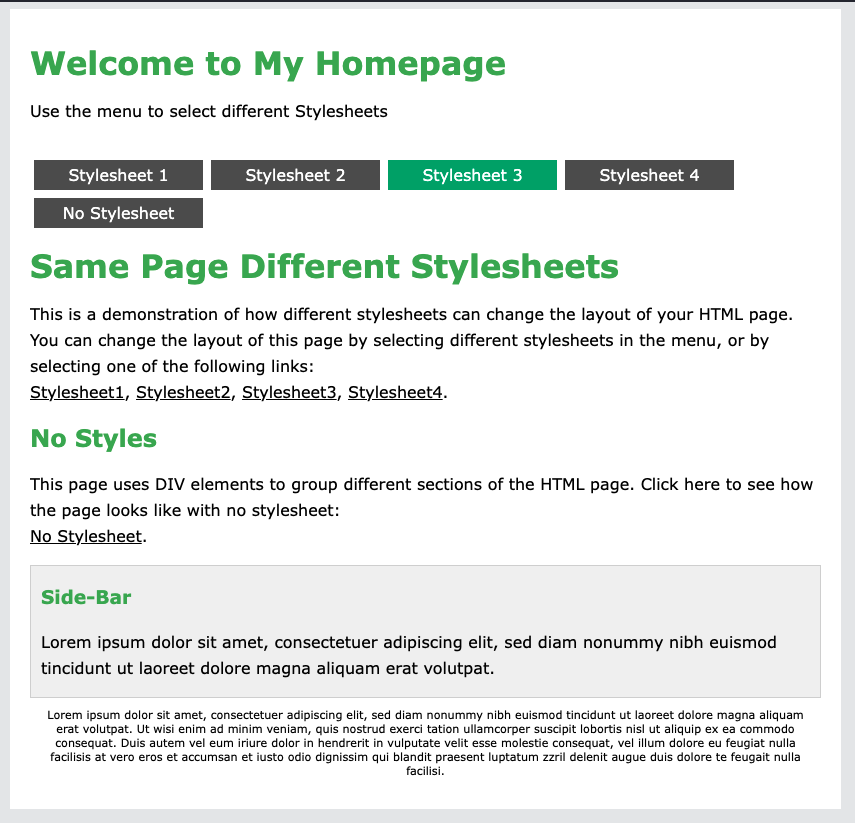 Welcome to My Homepage
Use the menu to select different Stylesheets
Stylesheet 1
Stylesheet 2
Stylesheet 3
Stylesheet 4
No Stylesheet
Same Page Different Stylesheets
This is a demonstration of how different stylesheets can change the layout of your HTML page.
You can change the layout of this page by selecting different stylesheets in the menu, or by
selecting one of the following links:
Stylesheet1, Stylesheet2, Stylesheet3, Stylesheet4.
No Styles
This page uses DIV elements to group different sections of the HTML page. Click here to see how
the page looks like with no stylesheet:
No Stylesheet.
Side-Bar
Lorem ipsum dolor sit amet, consectetuer adipiscing elit, sed diam nonummy nibh euismod
tincidunt ut laoreet dolore magna aliquam erat volutpat.
Lorem ipsum dolor sit amet, consectetuer adipiscing elit, sed diam nonummy nibh euismod tincidunt ut laoreet dolore magna aliquam
erat volutpat. Ut wisi enim ad minim veniam, quis nostrud exerci tation ullamcorper suscipit lobortis nisl ut aliquip ex ea commodo
consequat. Duis autem vel eum iriure dolor in hendrerit in vulputate velit esse molestie consequat, vel illum dolore eu feugiat nulla
facilisis at vero eros et accumsan et iusto odio dignissim qui blandit praesent luptatum zzril delenit augue duis dolore te feugait nulla
facilisi.